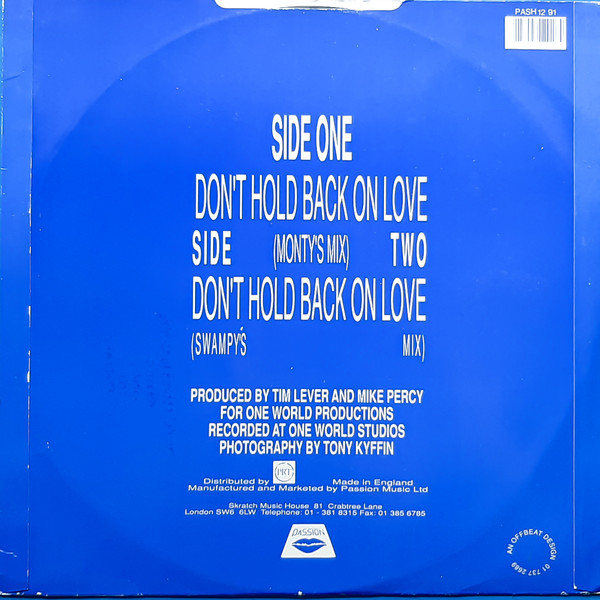 PASH 12 91
SIDE ONE
DON'T HOLD BACK ON LOVE
SIDE (MONTY'S MIX) TWO
DON'T HOLD BACK ON LOVE
(SWAMPY'S MIX)
PRODUCED BY TIM LEVER AND MIKE PERCY
FOR ONE WORLD PRODUCTIONS
RECORDED AT ONE WORLD STUDIOS
PHOTOGRAPHY BY TONY KYFFIN
Distributed by PRT Made in England
Manufactured and Marketed by Passion Music Ltd
Skratch Music House 81 Crabtree Lane
London SW6 6LW Telephone: 01 - 381 8315 Fax: 01 385 6785
PASSION
AN OFFBEAT DESIGN 01 737 2689